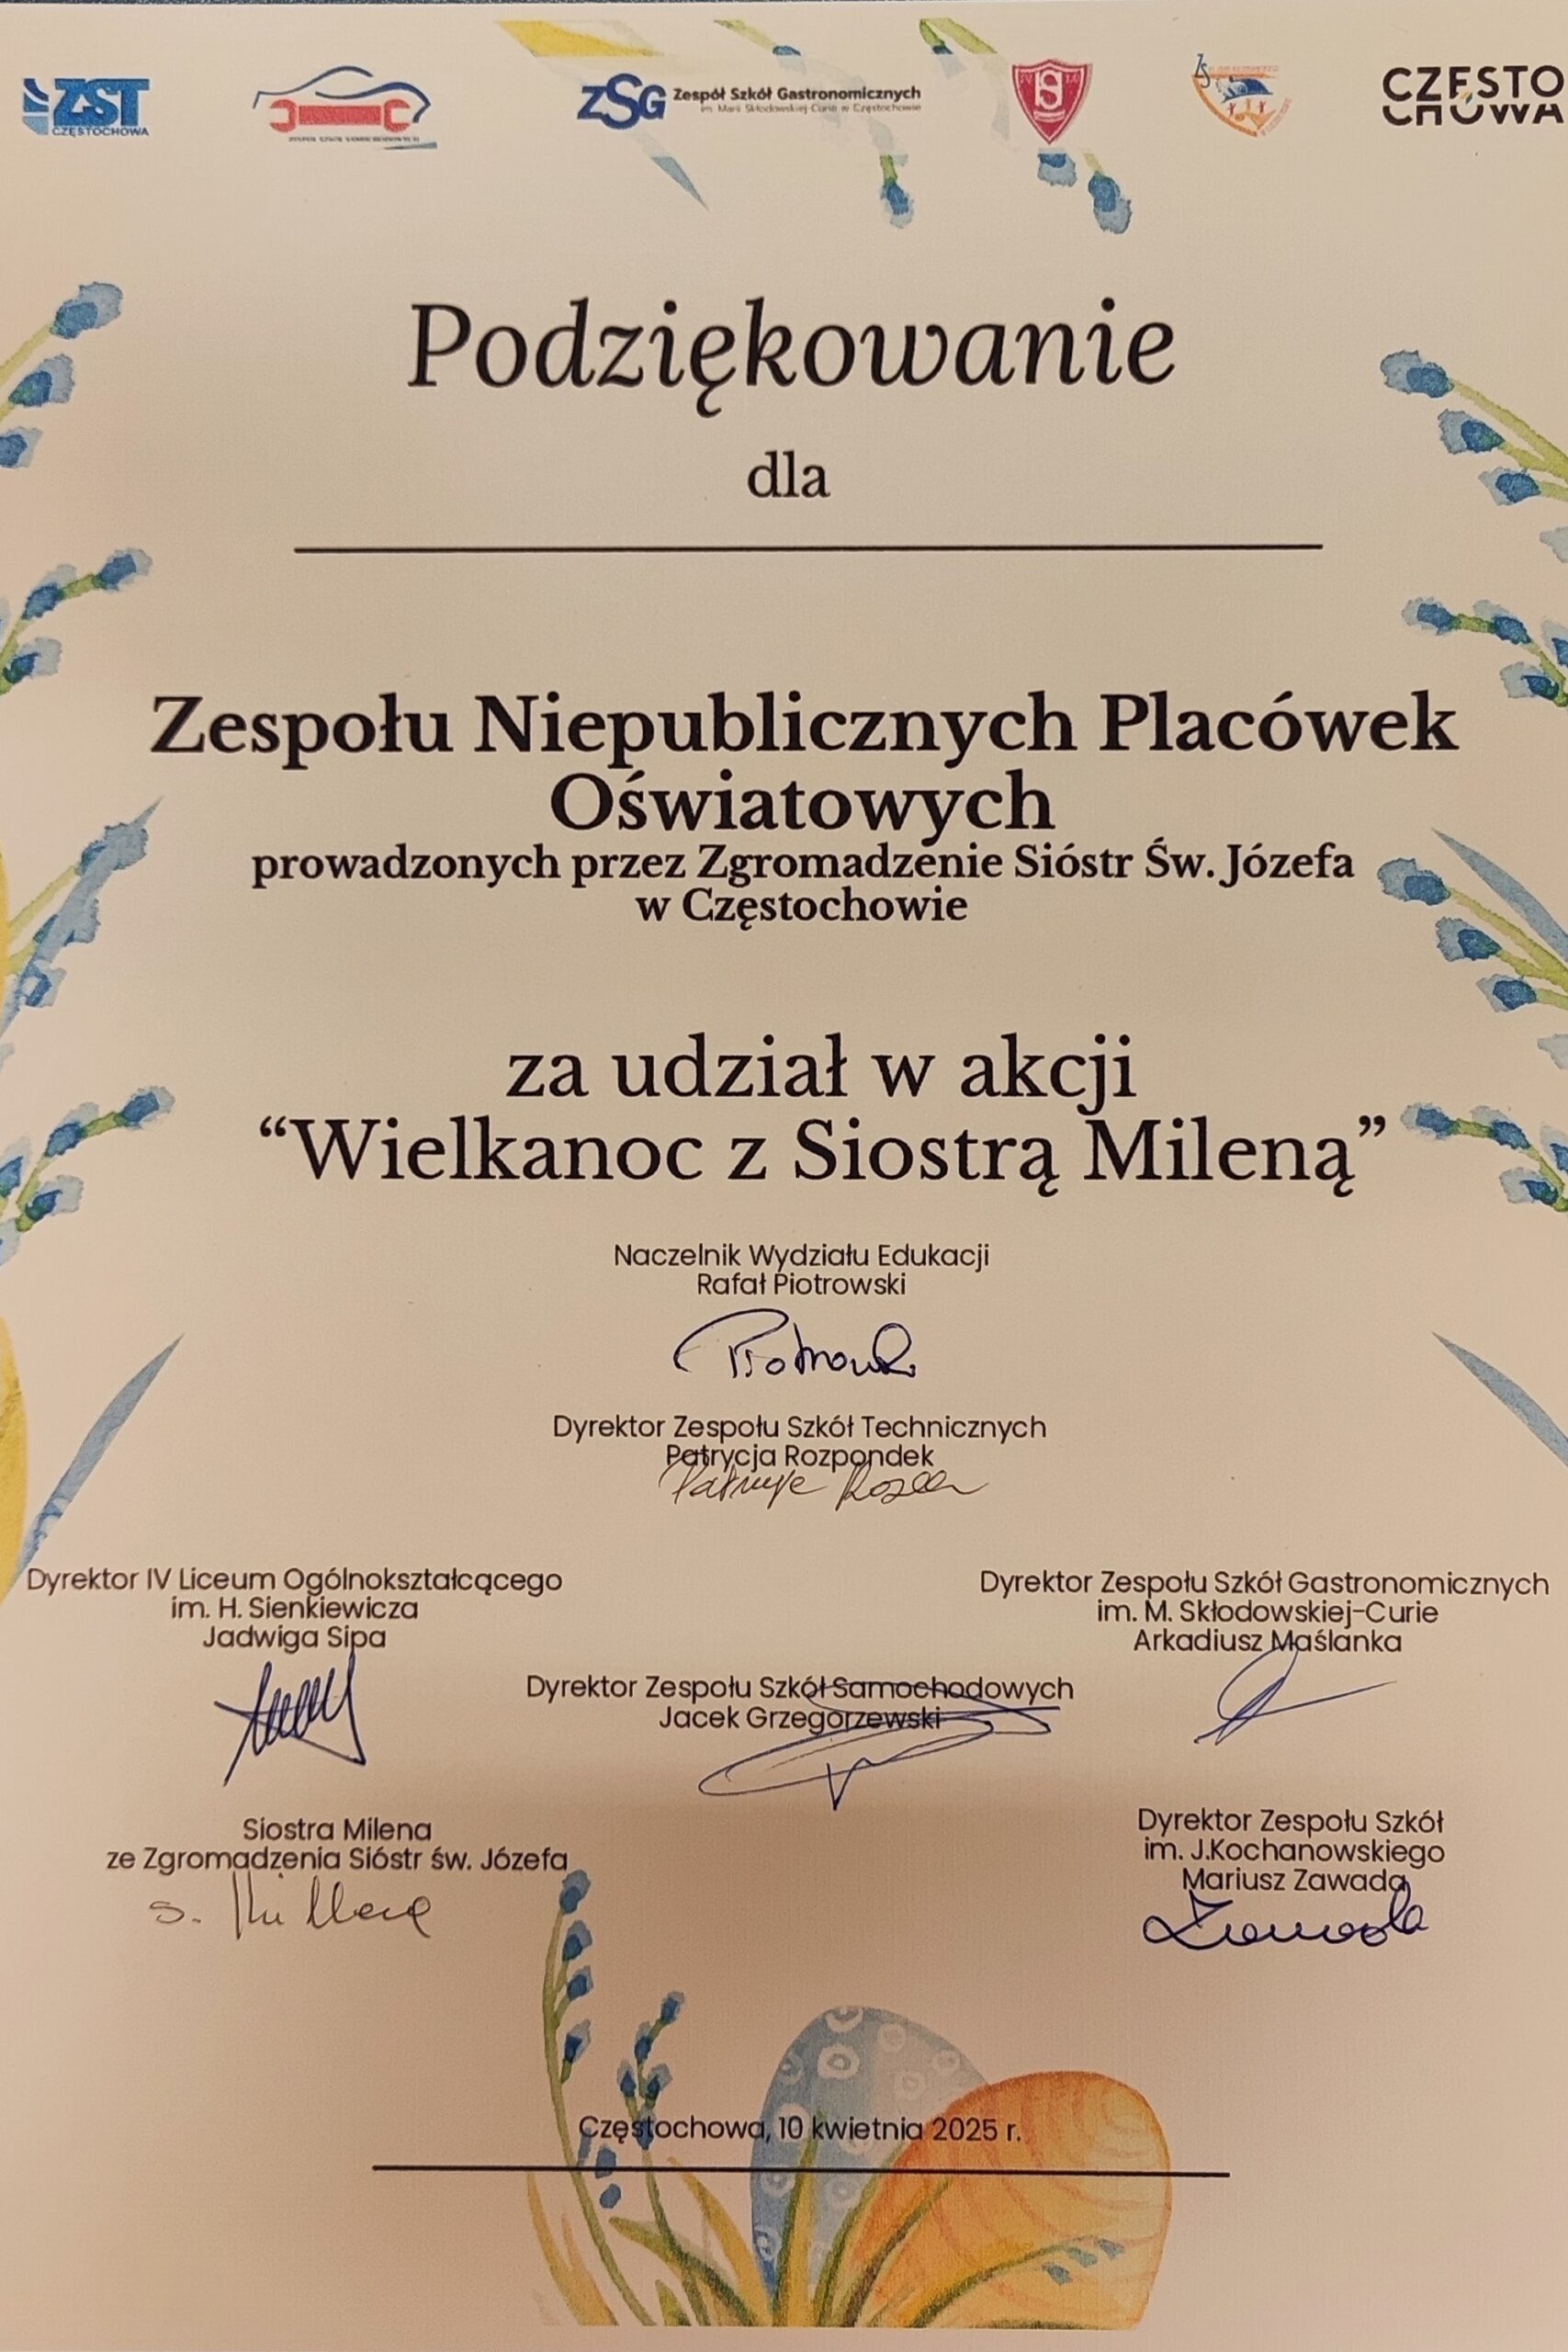 ZST
CZĘSTOCHOWA
ZSG Zespół Szkół Gastronomicznych
im. Marii Skłodowskiej Curie w Częstochowie
CZĘSTO
CHOWA
Podziękowanie
dla
Zespołu Niepublicznych Placówek
Oświatowych
prowadzonych przez Zgromadzenie Sióstr Św. Józefa
w Częstochowie
za udział w akcji
“Wielkanoc z Siostrą Mileną”
Naczelnik Wydziału Edukacji
Rafał Piotrowski
Dyrektor Zespołu Szkół Technicznych
Patrycja Rozpondek
Dyrektor IV Liceum Ogólnokształcącego
im. H. Sienkiewicza
Jadwiga Sipa
Dyrektor Zespołu Szkół Gastronomicznych
im. M. Skłodowskiej-Curie
Arkadiusz Maślanka
Dyrektor Zespołu Szkół Samochodowych
Jacek Grzegorzewski
Siostra Milena
ze Zgromadzenia Sióstr św. Józefa
Dyrektor Zespołu Szkół
im. J.Kochanowskiego
Mariusz Zawada
Częstochowa, 10 kwietnia 2025 r.